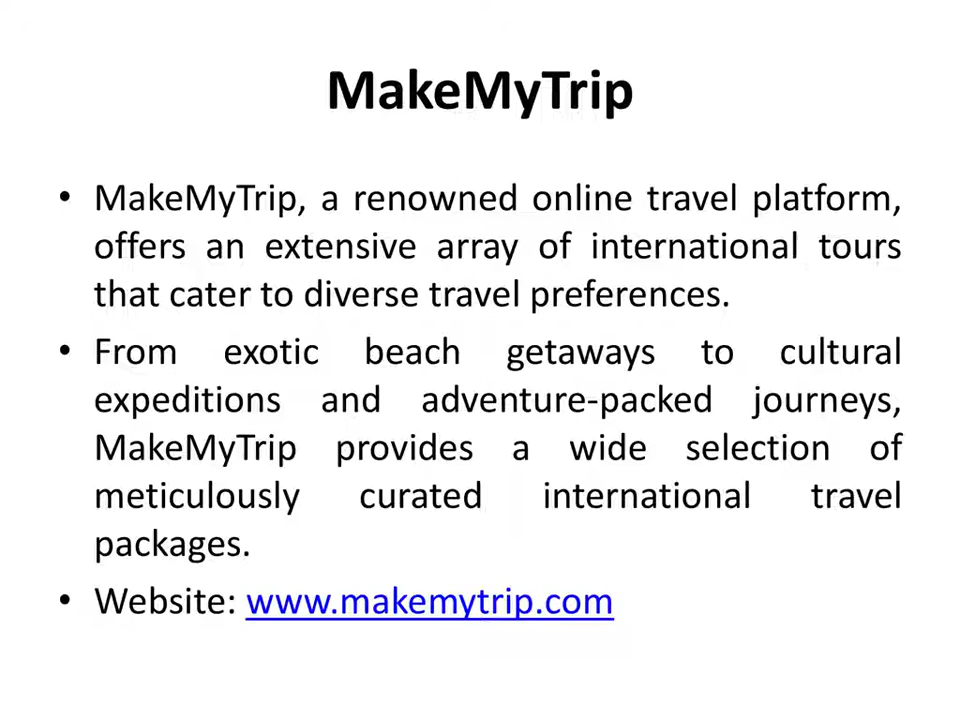 MakeMyTrip
• MakeMyTrip, a renowned online travel platform,
offers an extensive array of international tours
that cater to diverse travel preferences.
• From exotic beach getaways to cultural
expeditions and adventure-packed journeys,
MakeMyTrip provides a wide selection of
meticulously curated international travel
packages.
• Website: www.makemytrip.com